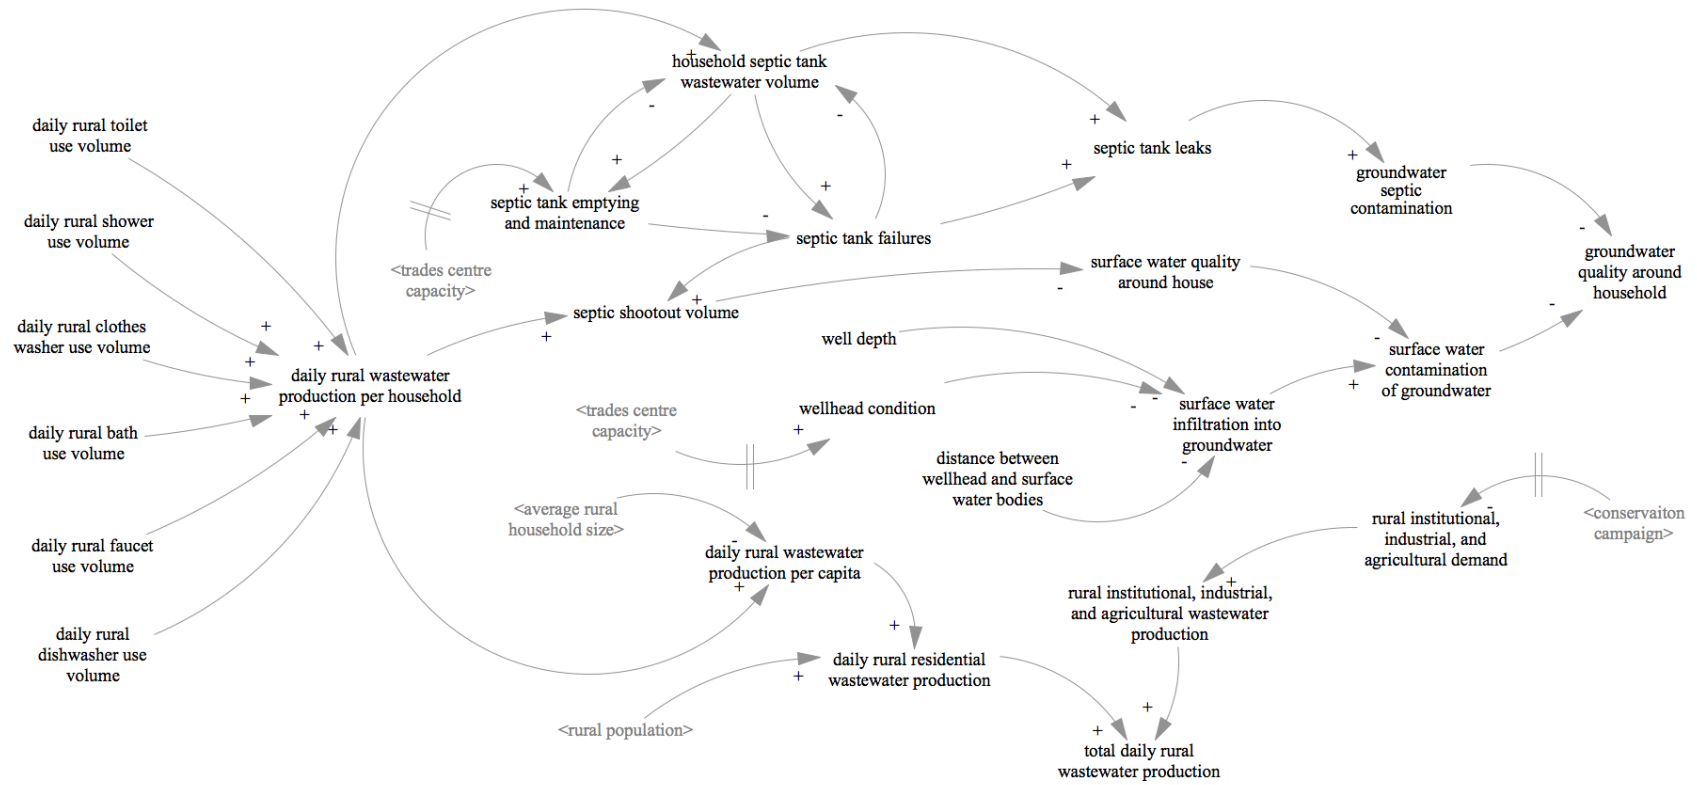 household septic tank
wastewater volume
daily rural toilet
use volume
septic tank leaks
groundwater
septic
contamination
daily rural shower
use volume
septic tank emptying
and maintenance
septic tank failures
groundwater
quality around
household
<trades centre
capacity>
surface water quality
around house
septic shootout volume
daily rural clothes
washer use volume
well depth
surface water
contamination
of groundwater
daily rural wastewater
production per household
<trades centre
capacity>
wellhead condition
surface water
infiltration into
groundwater
daily rural bath
use volume
distance between
wellhead and surface
water bodies
<average rural
household size>
rural institutional,
industrial, and
agricultural demand
<conservaiton
campaign>
daily rural faucet
use volume
daily rural wastewater
production per capita
rural institutional, industrial,
and agricultural wastewater
production
daily rural
dishwasher use
volume
daily rural residential
wastewater production
<rural population>
total daily rural
wastewater production